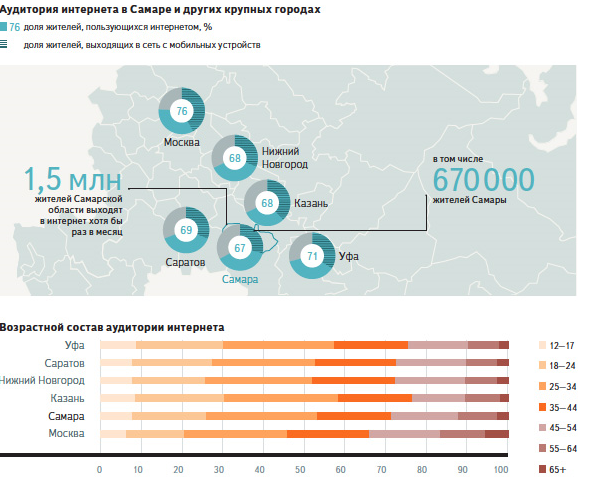 Аудитория интернета в Самаре и других крупных городах
76 доля жителей, пользующихся интернетом, %
доля жителей, выходящих в сеть с мобильных устройств
76
Москва
68
Нижний
Новгород
1,5 млн
жителей Самарской
области выходят
в интернет хотя бы
раз в месяц
в том числе
670 000
жителей Самары
68
Казань
69
Саратов
67
Самара
71
Уфа
Возрастной состав аудитории интернета
Уфа
Саратов
Нижний Новгород
Казань
Самара
Москва
0 10 20 30 40 50 60 70 80 90 100
12—17
18—24
25—34
35—44
45—54
55—64
65+